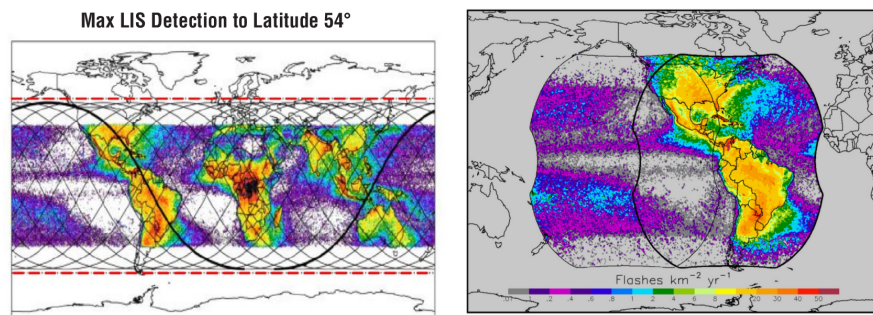 Max LIS Detection to Latitude 54°
Flashes km⁻² yr⁻¹
.01 .2 .4 .6 .8 1 2 4 6 8 20 30 40 50